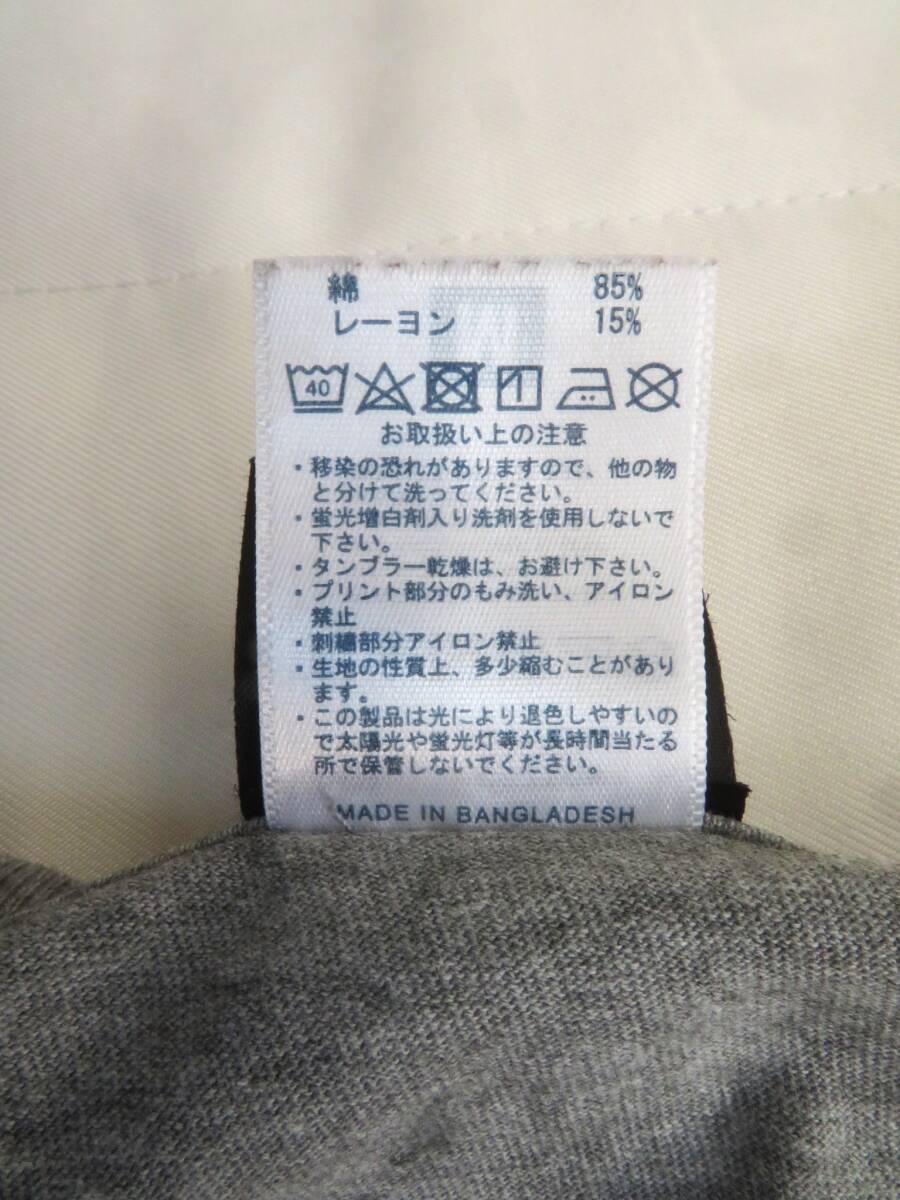 綿 85%
レーヨン 15%
40
お取扱い上の注意
・移染の恐れがありますので、他の物
と分けて洗ってください。
・蛍光増白剤入り洗剤を使用しないで
下さい。
・タンブラー乾燥は、お避け下さい。
・プリント部分のもみ洗い、アイロン
禁止
・刺繍部分アイロン禁止
・生地の性質上、多少縮むことがあり
ます。
・この製品は光により退色しやすいの
で太陽光や蛍光灯等が長時間当たる
所で保管しないでください。
MADE IN BANGLADESH